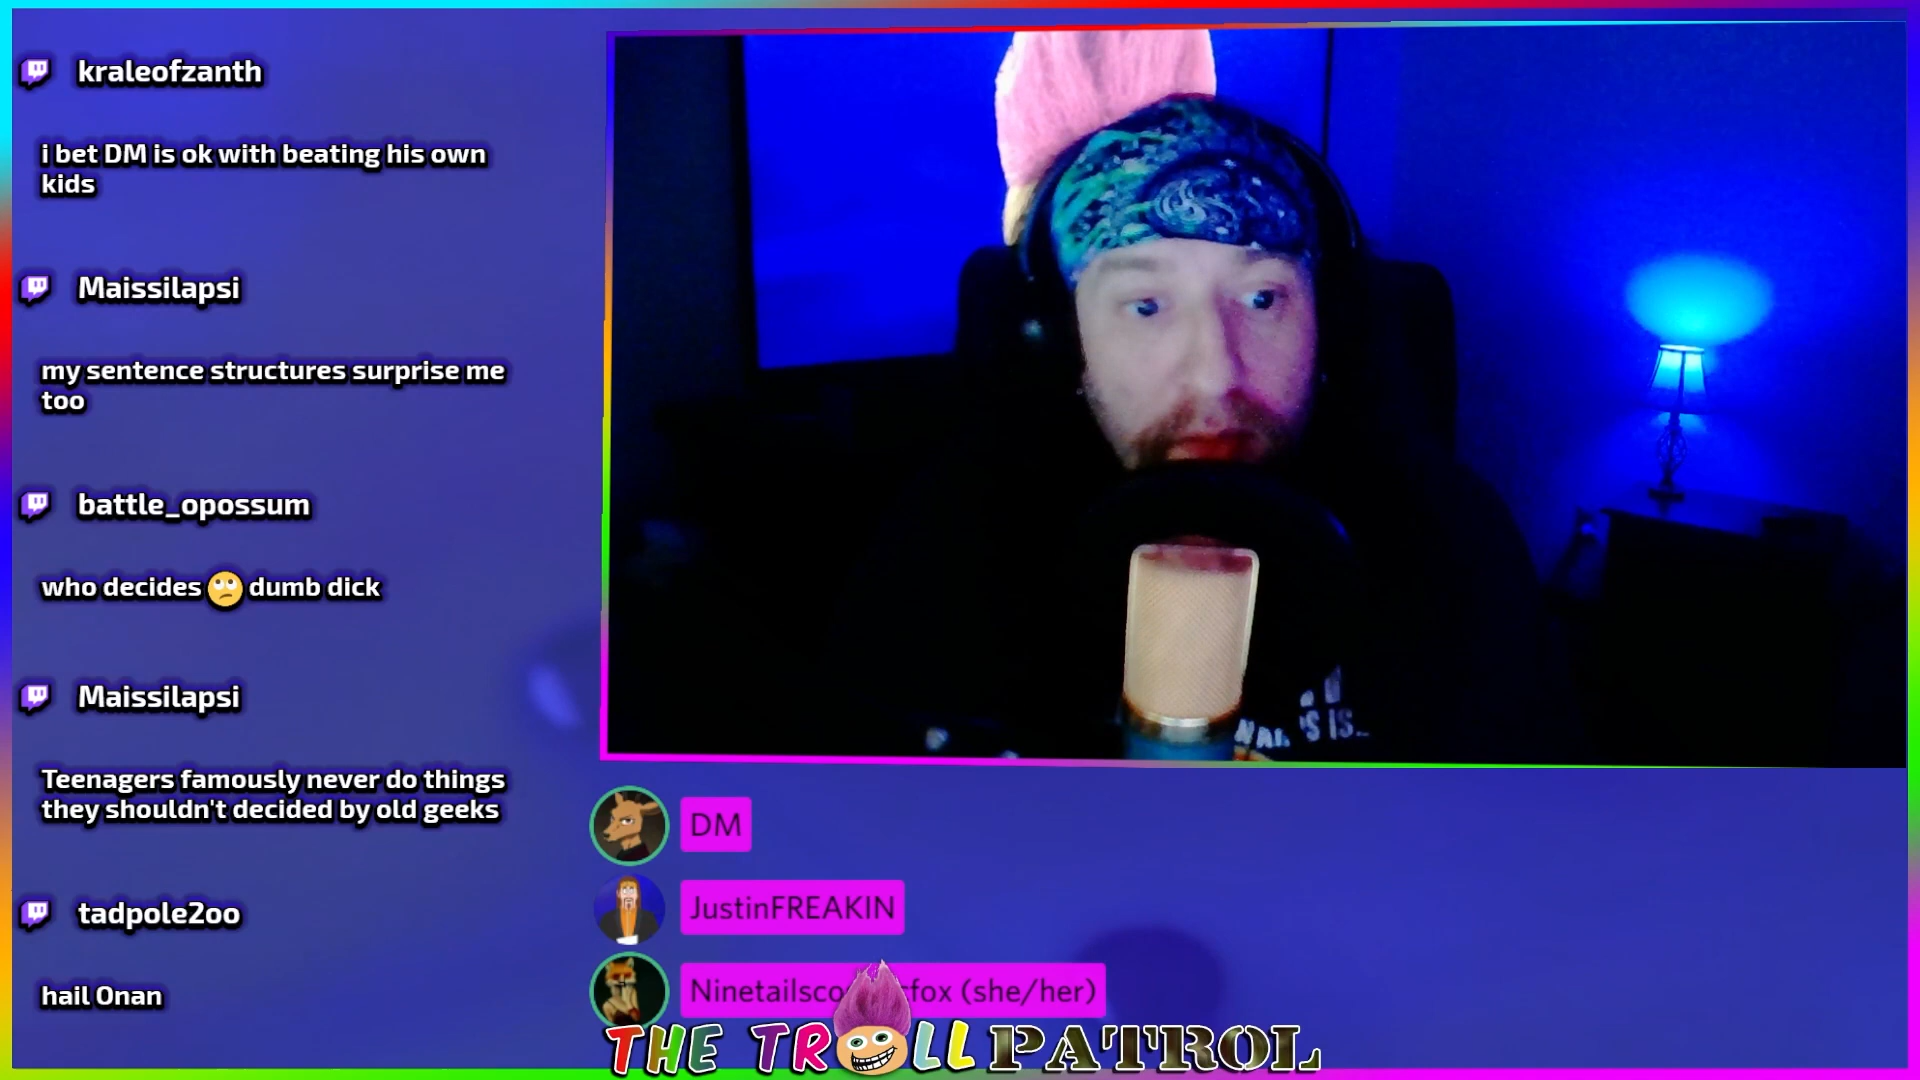 kraleofzanth
i bet DM is ok with beating his own
kids
Maissilapsi
my sentence structures surprise me
too
battle_opossum
who decides 🙄 dumb dick
Maissilapsi
Teenagers famously never do things
they shouldn't decided by old geeks
tadpole2oo
hail Onan
IS...
DM
JustinFREAKIN
(she/her)
THE TROLL PATROL